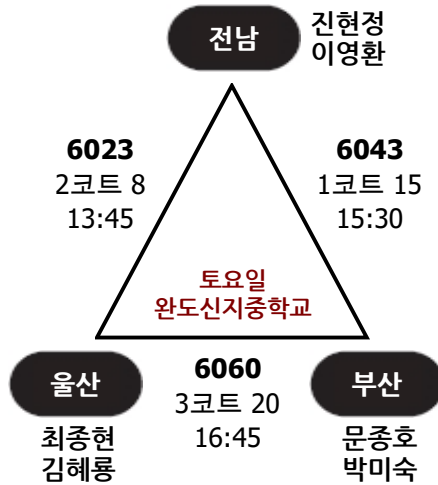 전남
진현정
이영환
6023
2코트 8
13:45
6043
1코트 15
15:30
토요일
완도신지중학교
울산
최종현
김혜룡
6060
3코트 20
16:45
부산
문종호
박미숙